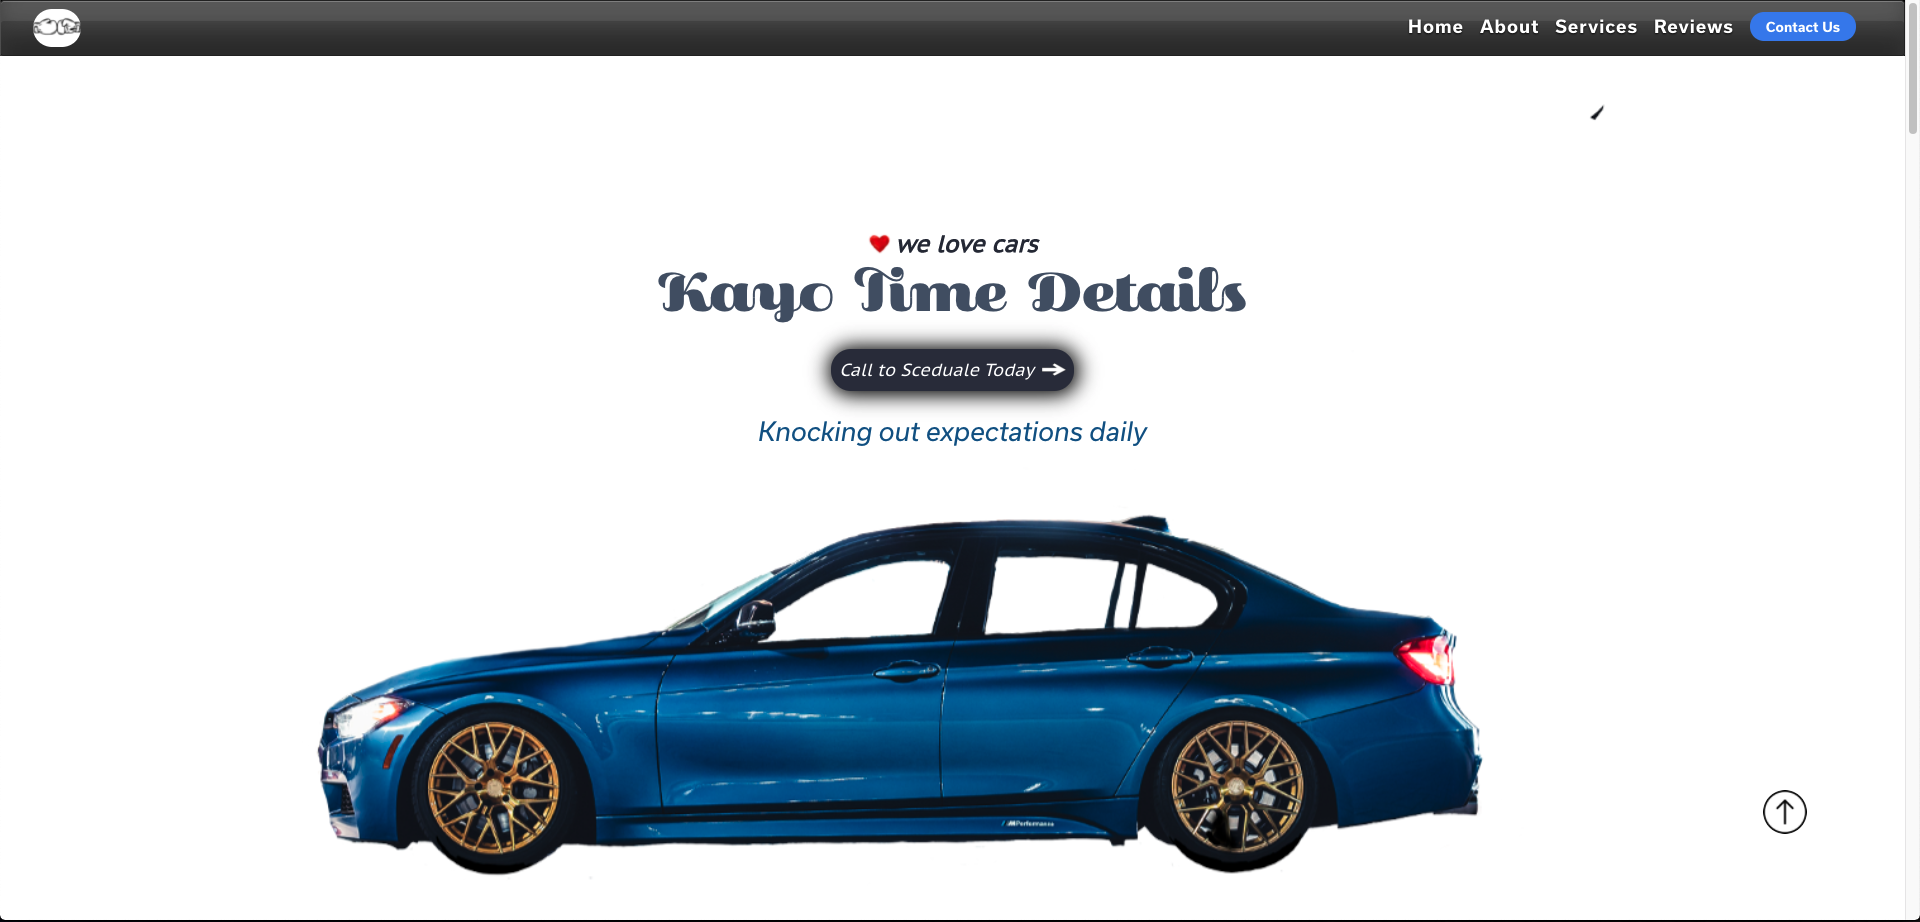 Home About Services Reviews Contact Us
we love cars
Kayo Time Details
Call to Sceduale Today
Knocking out expectations daily
///M Performance